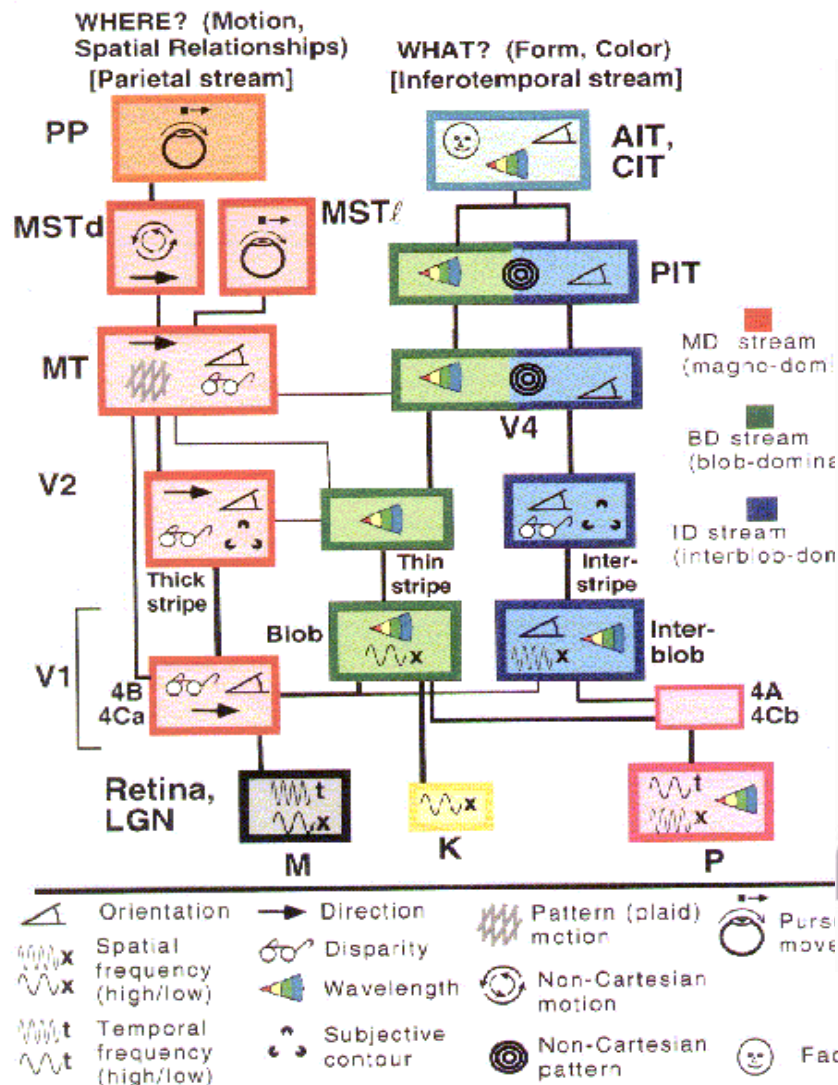 WHERE? (Motion,
Spatial Relationships)
[Parietal stream]
WHAT? (Form, Color)
[Inferotemporal stream]
PP
AIT,
CIT
MSTd
MSTℓ
PIT
MT
V4
MD stream
(magno-domi
BD stream
(blob-domina
ID stream
(interblob-dom
V2
Thick
stripe
Thin
stripe
Inter-
stripe
V1
Blob
x
x
Inter-
blob
4B
4Ca
4A
4Cb
Retina,
LGN
t
x
x
t
x
M
K
P
Orientation
Direction
Pattern (plaid)
motion
Pursu
move
x
x
Spatial
frequency
(high/low)
Disparity
Wavelength
Non-Cartesian
motion
t
t
Temporal
frequency
(high/low)
Subjective
contour
Non-Cartesian
pattern
Fac